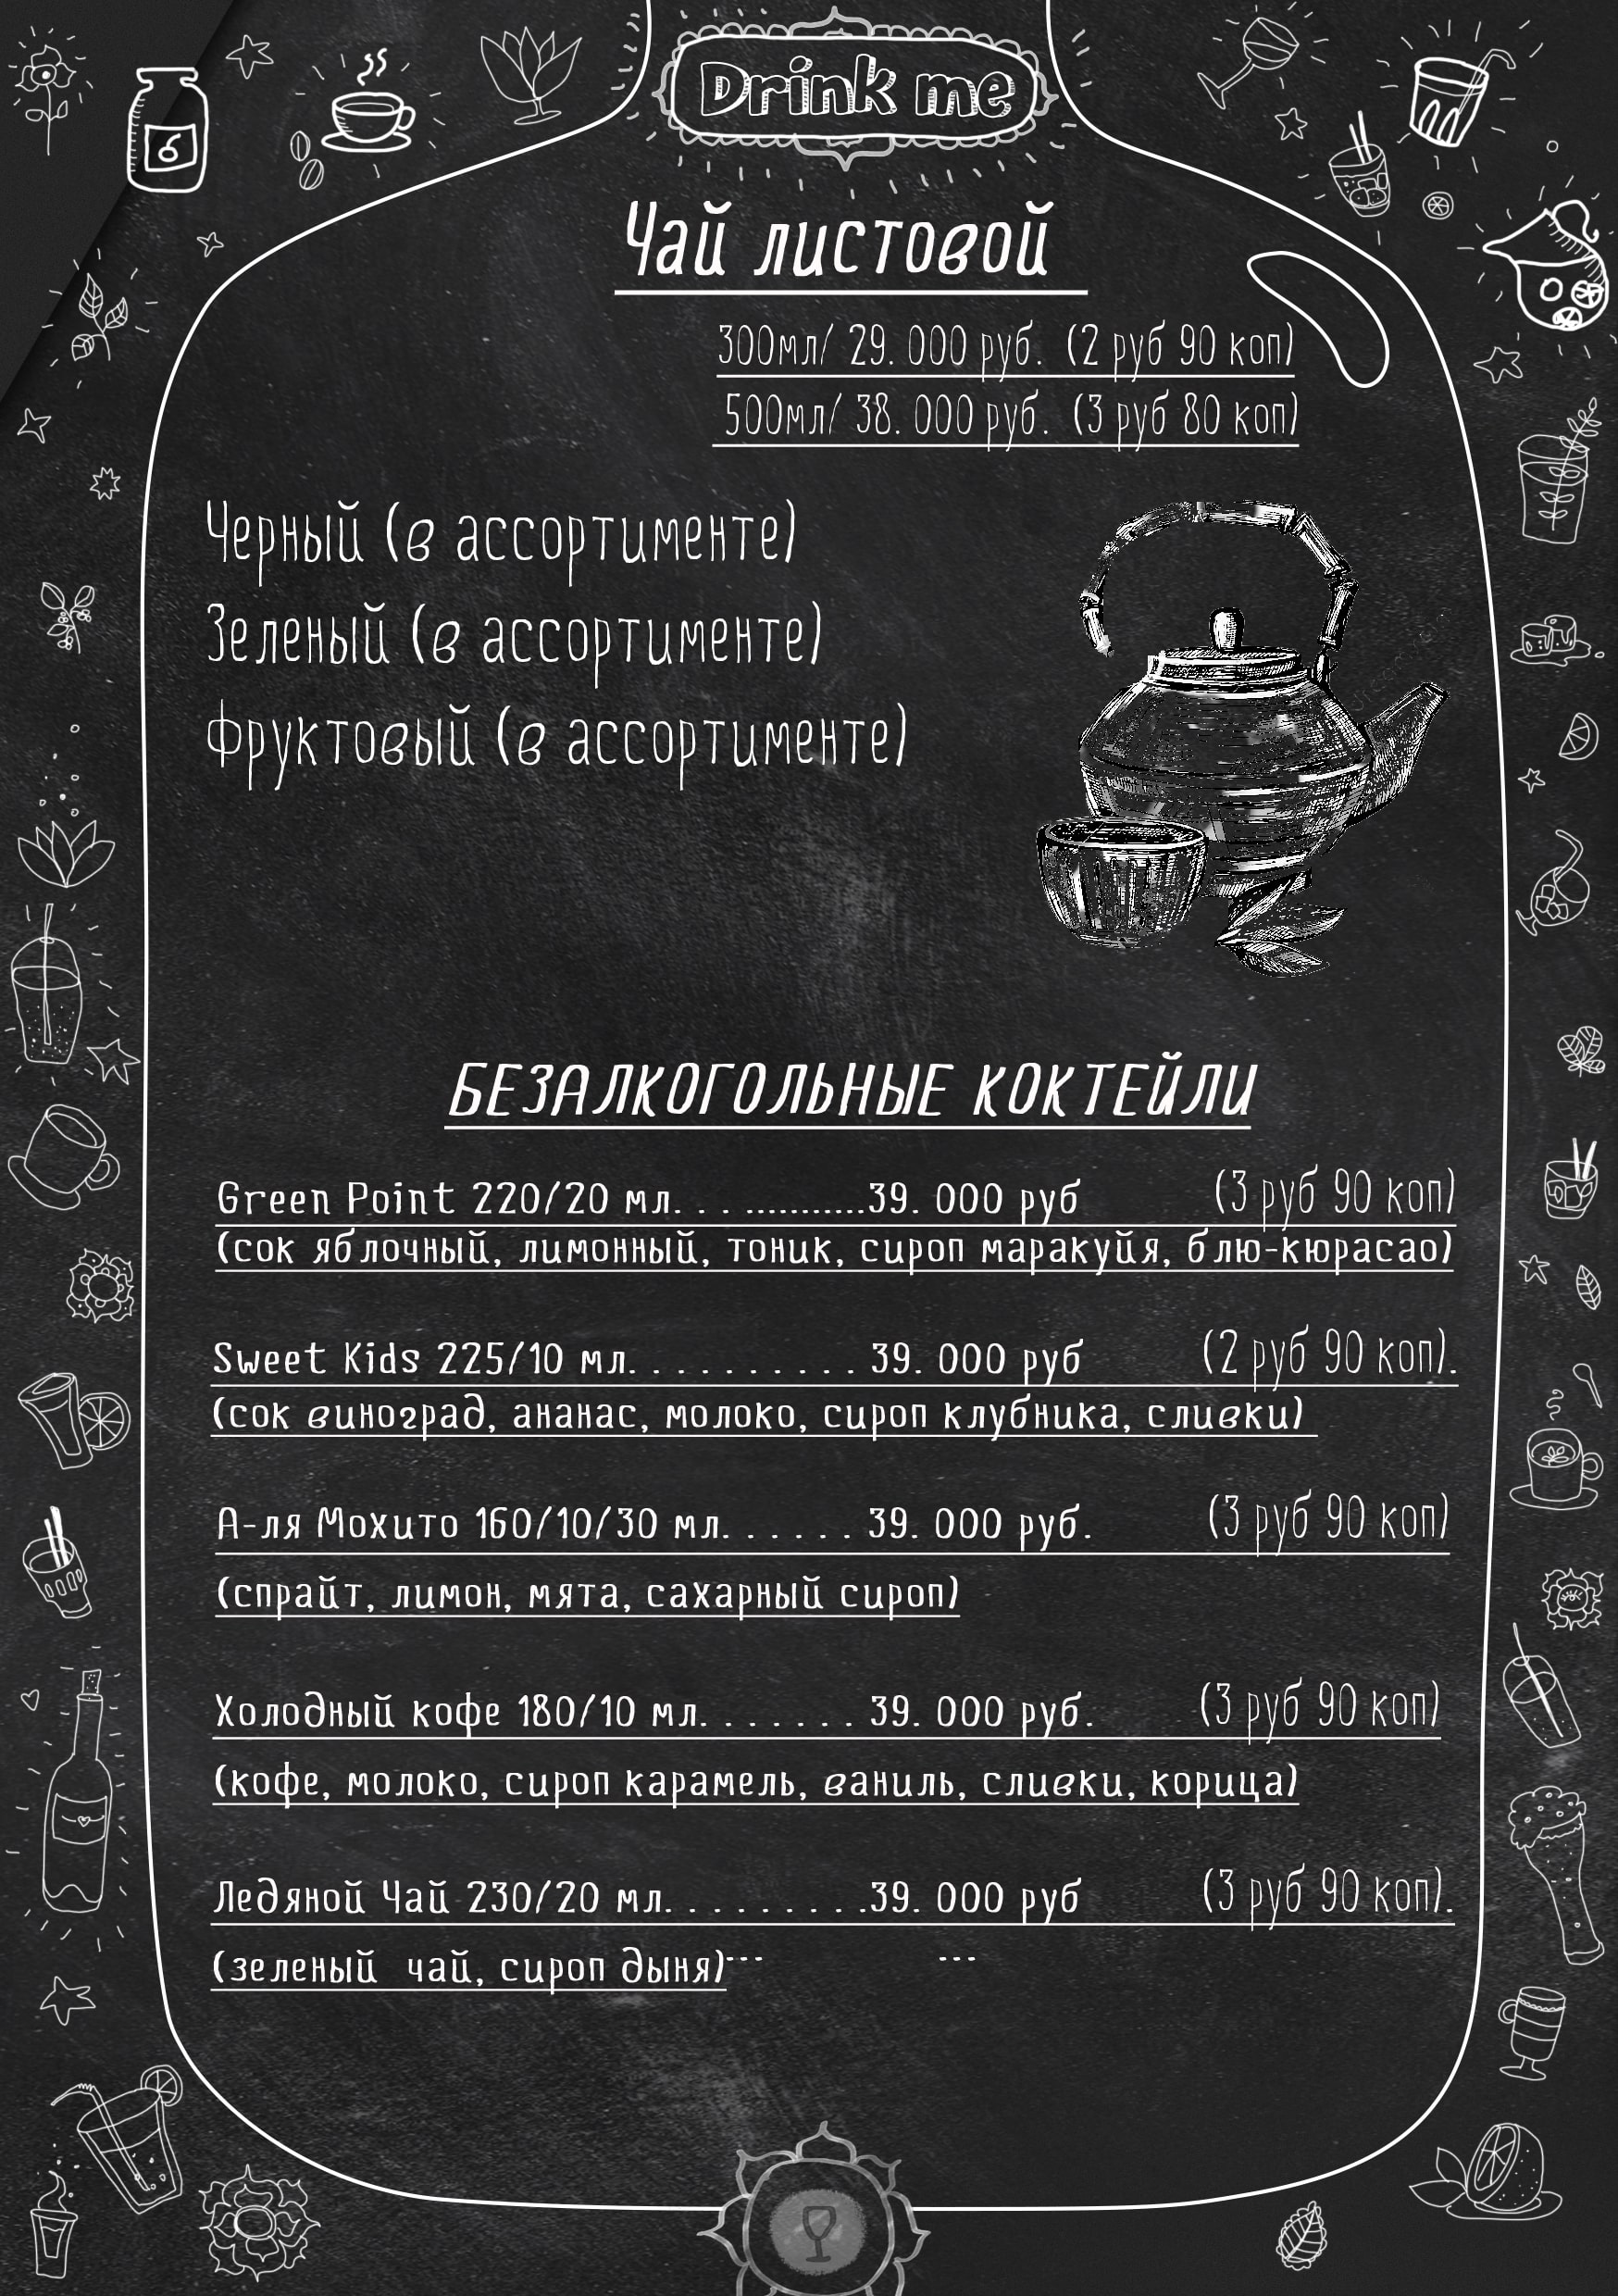 Drink me
Чай листовой
300мл/ 29. 000 руб. (2 руб 90 коп)
500мл/ 38. 000 руб. (3 руб 80 коп)
Черный (в ассортименте)
Зеленый (в ассортименте)
Фруктовый (в ассортименте)
БЕЗАЛКОГОЛЬНЫЕ КОКТЕЙЛИ
Green Point 220/20 мл. . . ...........39. 000 руб (3 руб 90 коп)
(сок яблочный, лимонный, тоник, сироп маракуйя, блю-кюрасао)
Sweet Kids 225/10 мл. . . . . . . . . . 39. 000 руб (2 руб 90 коп).
(сок виноград, ананас, молоко, сироп клубника, сливки)
А-ля Мохито 160/10/30 мл. . . . . . 39. 000 руб. (3 руб 90 коп)
(спрайт, лимон, мята, сахарный сироп)
Холодный кофе 180/10 мл. . . . . . . 39. 000 руб. (3 руб 90 коп)
(кофе, молоко, сироп карамель, ваниль, сливки, корица)
Ледяной Чай 230/20 мл. . . . . . . . . .39. 000 руб (3 руб 90 коп).
(зеленый чай, сироп дыня)--- ---